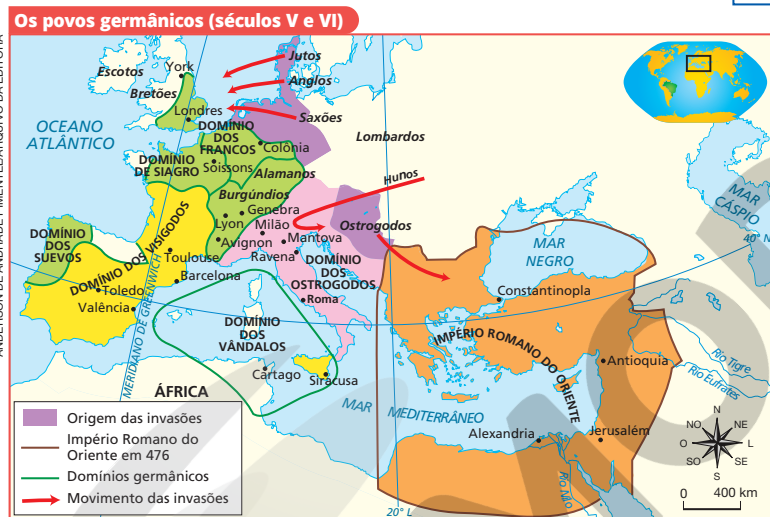 Os povos germânicos (séculos V e VI)
Escotos
York
Bretões
Londres
Jutos
Anglos
Saxões
OCEANO
ATLÂNTICO
DOMÍNIO
DOS
FRANCOS
Colônia
DOMÍNIO
DE SIAGRO
Soissons
Alamanos
Lombardos
Hunos
Burgúndios
Genebra
Lyon
Milão
Avignon
Mantova
Ravena
Ostrogodos
DOMÍNIO
DOS
SUEVOS
DOMÍNIO DOS VISIGODOS
Toulouse
Barcelona
Toledo
Valência
DOMÍNIO
DOS
OSTROGODOS
Roma
MAR
NEGRO
MAR
CÁSPIO
40° N
Constantinopla
MERIDIANO DE GREENWICH
DOMÍNIO
DOS
VÂNDALOS
IMPÉRIO ROMANO DO ORIENTE
Antioquia
Rio Tigre
Rio Eufrates
Cartago
Siracusa
ÁFRICA
MAR MEDITERRÂNEO
Alexandria
Jerusalém
Rio Nilo
20° L
Origem das invasões
Império Romano do
Oriente em 476
Domínios germânicos
Movimento das invasões
N
NO
NE
O
L
SO
SE
S
0 400 km